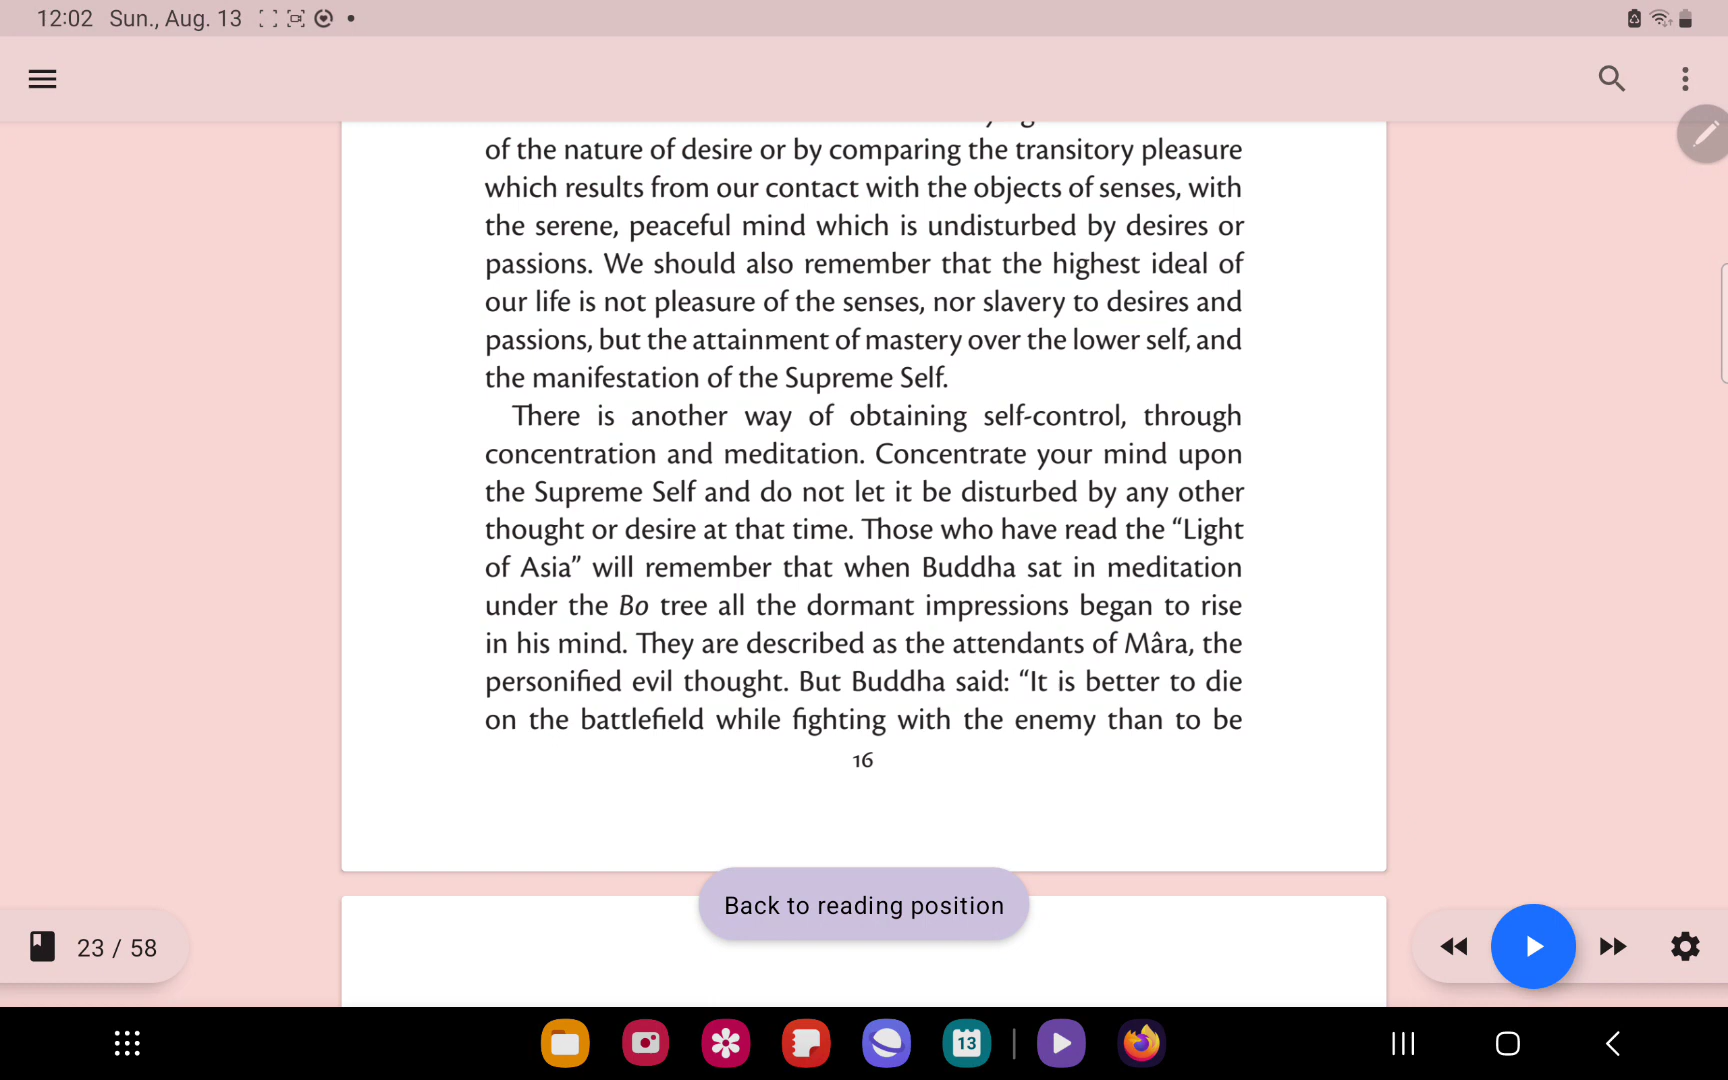 12:02 Sun., Aug. 13
of the nature of desire or by comparing the transitory pleasure
which results from our contact with the objects of senses, with
the serene, peaceful mind which is undisturbed by desires or
passions. We should also remember that the highest ideal of
our life is not pleasure of the senses, nor slavery to desires and
passions, but the attainment of mastery over the lower self, and
the manifestation of the Supreme Self.
There is another way of obtaining self-control, through
concentration and meditation. Concentrate your mind upon
the Supreme Self and do not let it be disturbed by any other
thought or desire at that time. Those who have read the “Light
of Asia” will remember that when Buddha sat in meditation
under the Bo tree all the dormant impressions began to rise
in his mind. They are described as the attendants of Mâra, the
personified evil thought. But Buddha said: “It is better to die
on the battlefield while fighting with the enemy than to be
16
Back to reading position
23 / 58
13